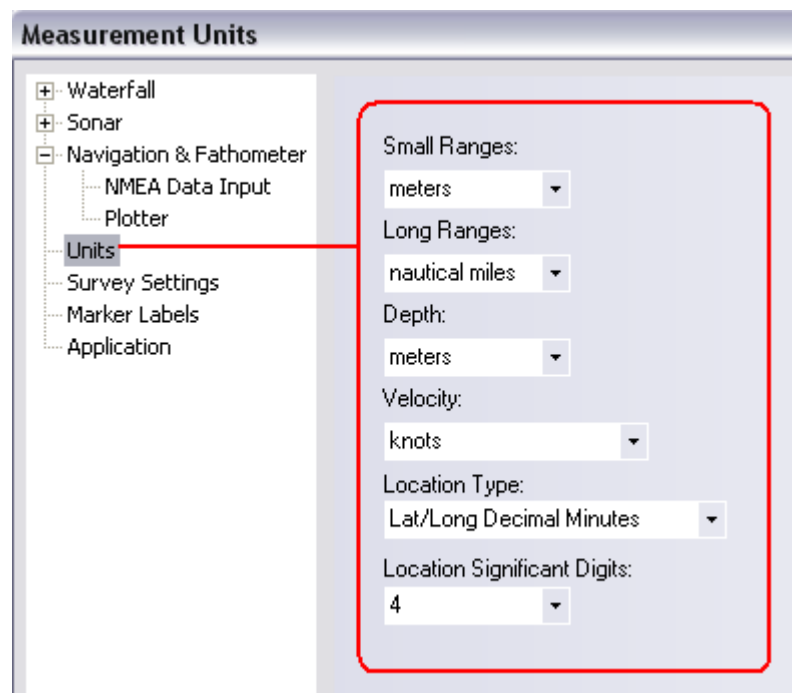 Measurement Units
Waterfall
Sonar
Navigation & Fathometer
NMEA Data Input
Plotter
Units
Survey Settings
Marker Labels
Application
Small Ranges:
meters
Long Ranges:
nautical miles
Depth:
meters
Velocity:
knots
Location Type:
Lat/Long Decimal Minutes
Location Significant Digits:
4